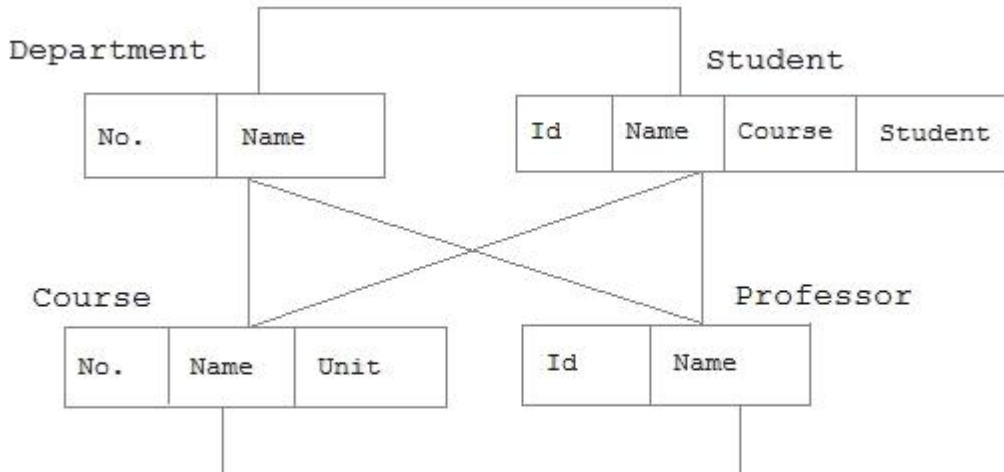 Department
Student
No. Name
Id Name Course Student
Course
Professor
No. Name Unit
Id Name